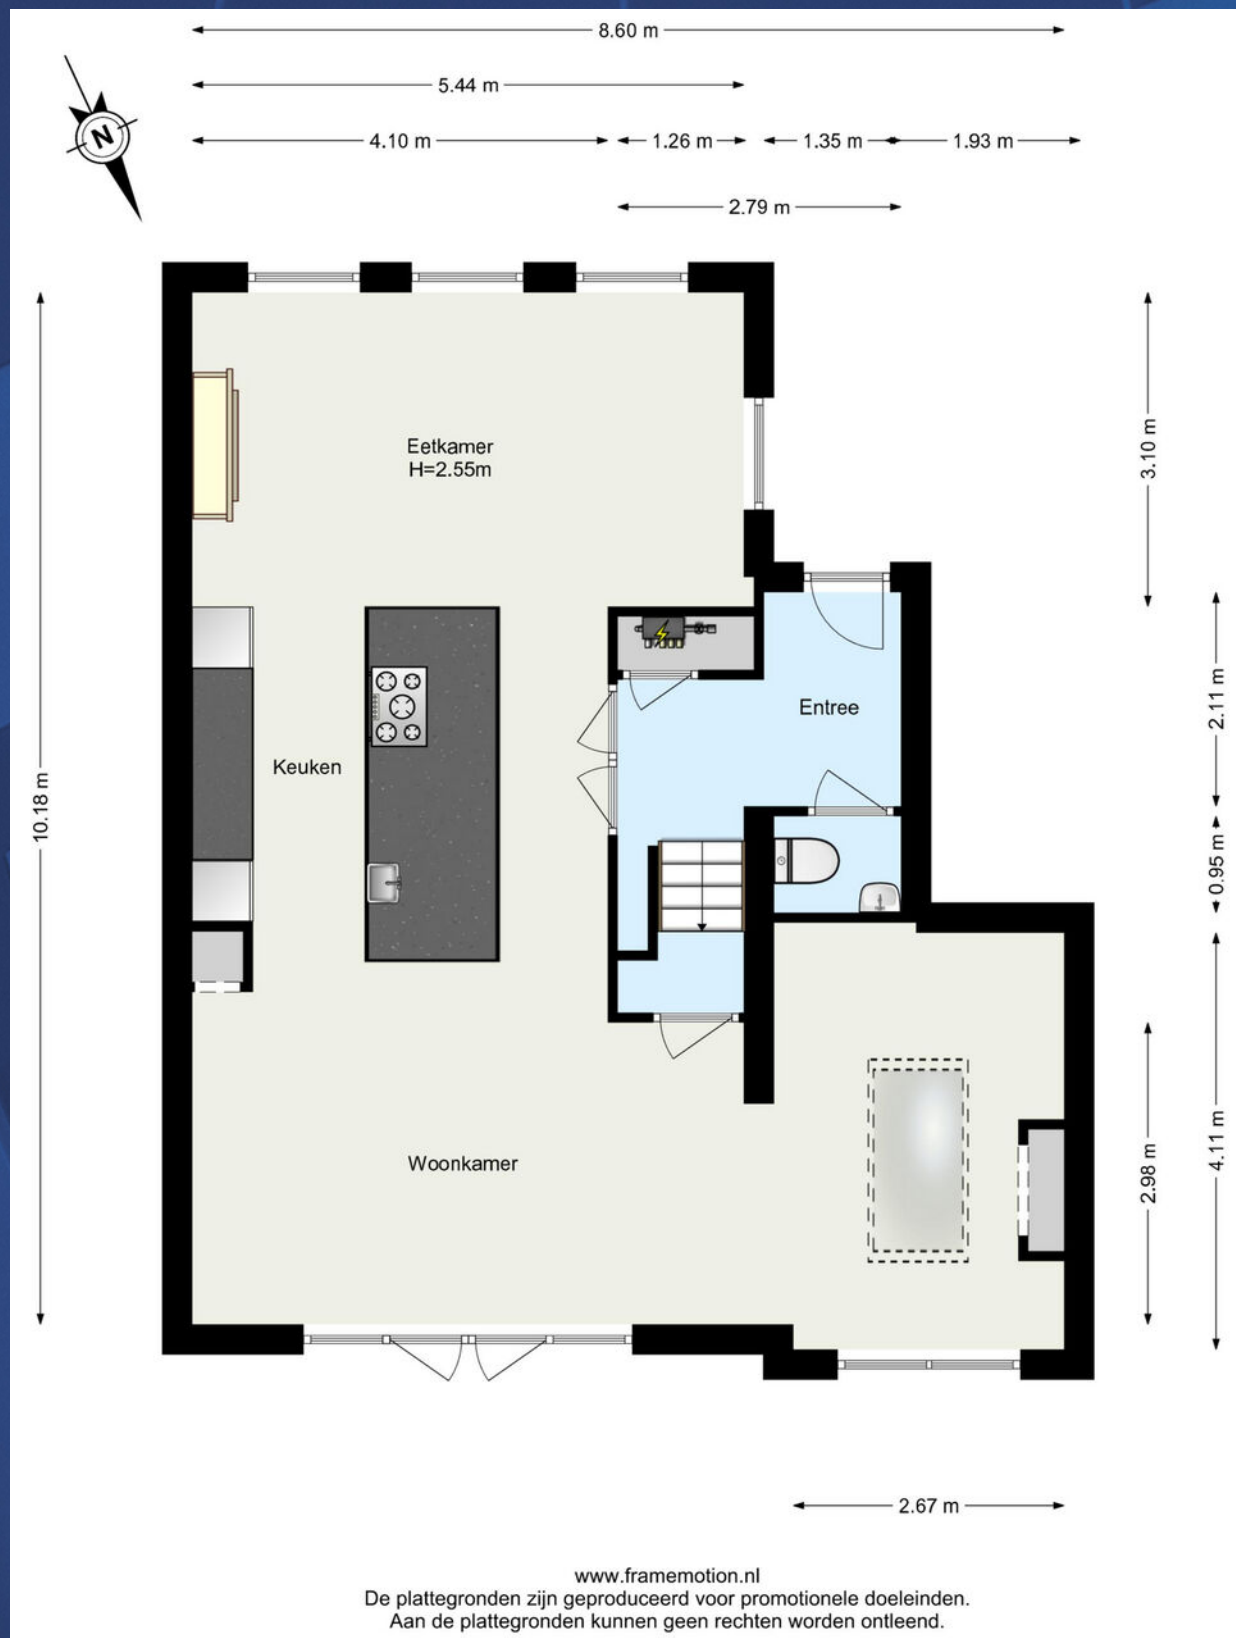 8.60 m
5.44 m
4.10 m
1.26 m
1.35 m
1.93 m
2.79 m
N
Eetkamer
H=2.55m
3.10 m
Entree
2.11 m
Keuken
10.18 m
0.95 m
Woonkamer
2.98 m
4.11 m
2.67 m
www.framemotion.nl
De plattegronden zijn geproduceerd voor promotionele doeleinden.
Aan de plattegronden kunnen geen rechten worden ontleend.